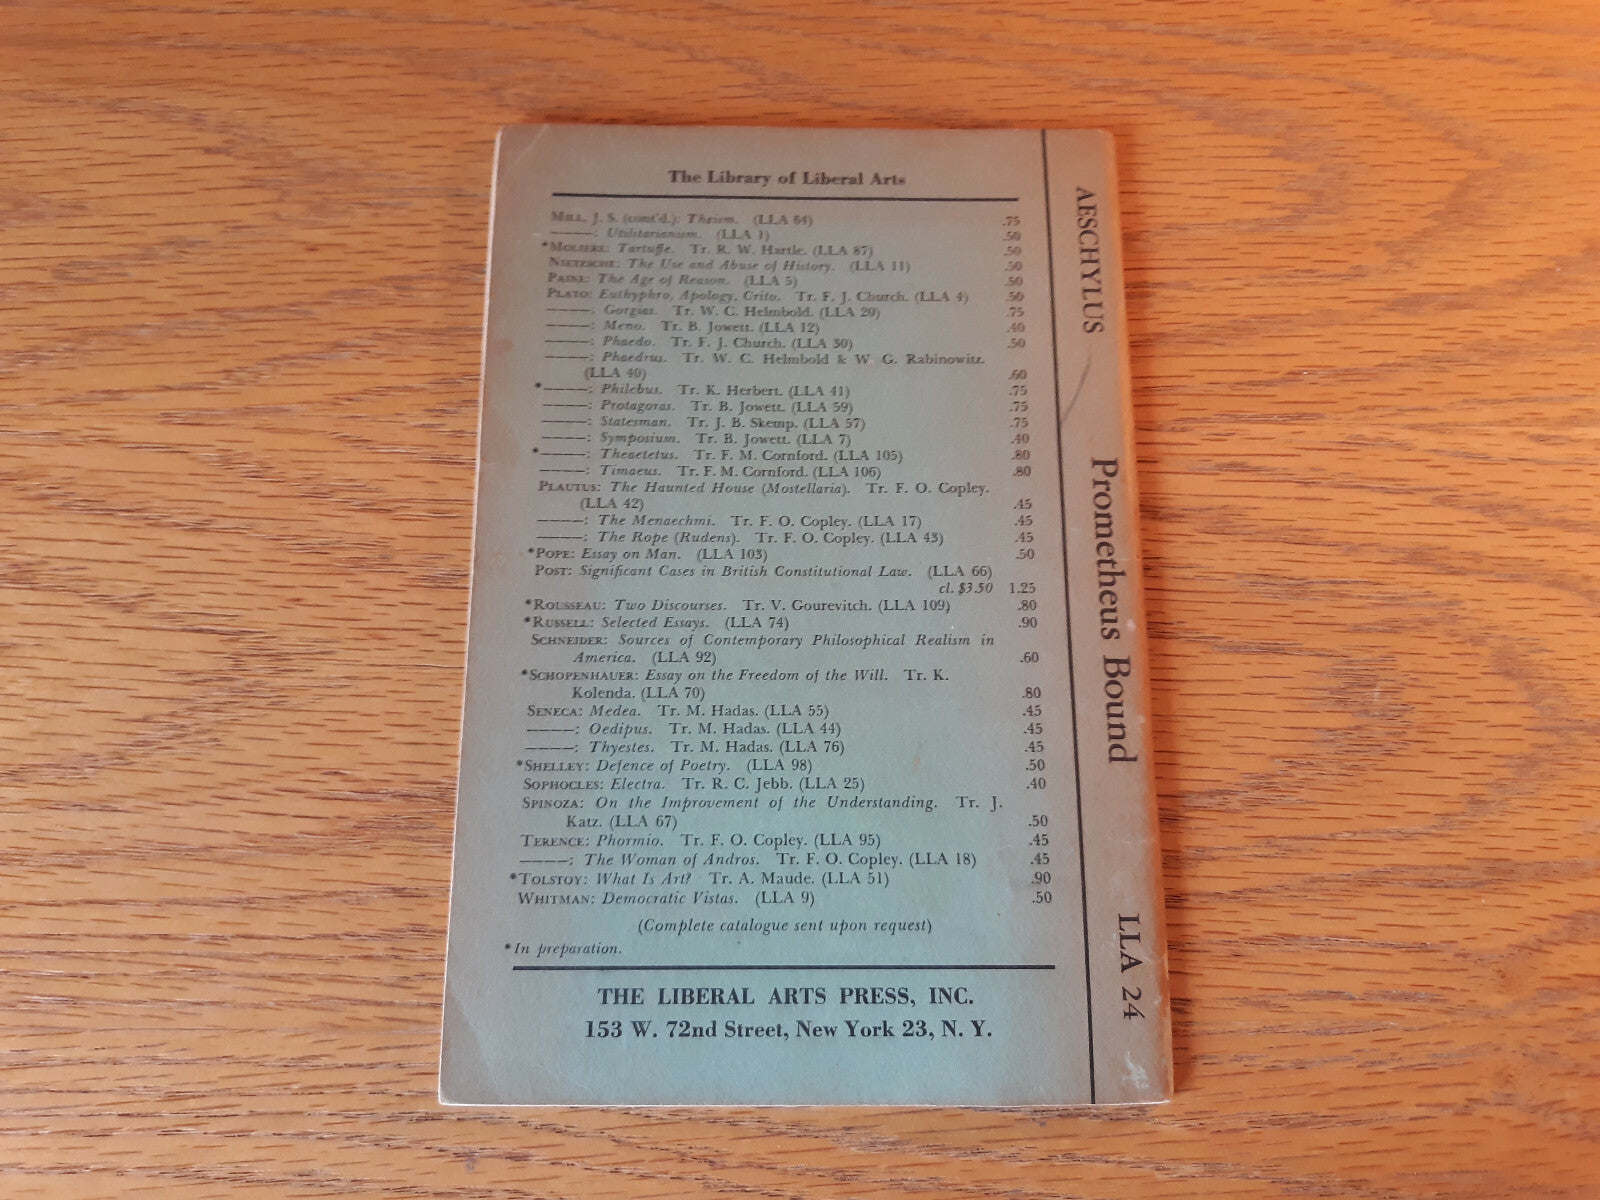 The Library of Liberal Arts
MILL, J. S. (cont'd.): Theism. (LLA 64) .75
————: Utilitarianism. (LLA 1) .50
*MOLIERE: Tartuffe. Tr. R. W. Hartle. (LLA 87) .50
NIETZSCHE: The Use and Abuse of History. (LLA 11) .50
PAINE: The Age of Reason. (LLA 5) .50
PLATO: Euthyphro, Apology, Crito. Tr. F. J. Church. (LLA 4) .50
————: Gorgias. Tr. W. C. Helmbold. (LLA 20) .75
————: Meno. Tr. B. Jowett. (LLA 12) .40
————: Phaedo. Tr. F. J. Church. (LLA 30) .50
————: Phaedrus. Tr. W. C. Helmbold & W. G. Rabinowitz.
(LLA 40) .60
*————: Philebus. Tr. K. Herbert. (LLA 41) .75
————: Protagoras. Tr. B. Jowett. (LLA 59) .75
————: Statesman. Tr. J. B. Skemp. (LLA 57) .75
————: Symposium. Tr. B. Jowett. (LLA 7) .40
*————: Theaetetus. Tr. F. M. Cornford. (LLA 105) .80
————: Timaeus. Tr. F. M. Cornford. (LLA 106) .80
PLAUTUS: The Haunted House (Mostellaria). Tr. F. O. Copley.
(LLA 42) .45
————: The Menaechmi. Tr. F. O. Copley. (LLA 17) .45
————: The Rope (Rudens). Tr. F. O. Copley. (LLA 43) .45
*POPE: Essay on Man. (LLA 103) .50
POST: Significant Cases in British Constitutional Law. (LLA 66)
cl. $3.50 1.25
*ROUSSEAU: Two Discourses. Tr. V. Gourevitch. (LLA 109) .80
*RUSSELL: Selected Essays. (LLA 74) .90
SCHNEIDER: Sources of Contemporary Philosophical Realism in
America. (LLA 92) .60
*SCHOPENHAUER: Essay on the Freedom of the Will. Tr. K.
Kolenda. (LLA 70) .80
SENECA: Medea. Tr. M. Hadas. (LLA 55) .45
————: Oedipus. Tr. M. Hadas. (LLA 44) .45
————: Thyestes. Tr. M. Hadas. (LLA 76) .45
*SHELLEY: Defence of Poetry. (LLA 98) .50
SOPHOCLES: Electra. Tr. R. C. Jebb. (LLA 25) .40
SPINOZA: On the Improvement of the Understanding. Tr. J.
Katz. (LLA 67) .50
TERENCE: Phormio. Tr. F. O. Copley. (LLA 95) .45
————: The Woman of Andros. Tr. F. O. Copley. (LLA 18) .45
*TOLSTOY: What Is Art? Tr. A. Maude. (LLA 51) .90
WHITMAN: Democratic Vistas. (LLA 9) .50
(Complete catalogue sent upon request)
*In preparation.
THE LIBERAL ARTS PRESS, INC.
153 W. 72nd Street, New York 23, N. Y.
AESCHYLUS Prometheus Bound LLA 24